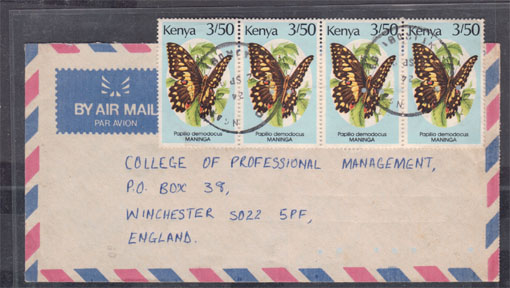 Kenya 3/50 Kenya 3/50 Kenya 3/50 Kenya 3/50
Papilio demodocus Papilio demodocus Papilio demodocus Papilio demodocus
MANINGA MANINGA MANINGA MANINGA
BY AIR MAIL
PAR AVION
COLLEGE OF PROFESSIONAL MANAGEMENT,
P.O. BOX 38,
WINCHESTER SO22 5PF,
ENGLAND.